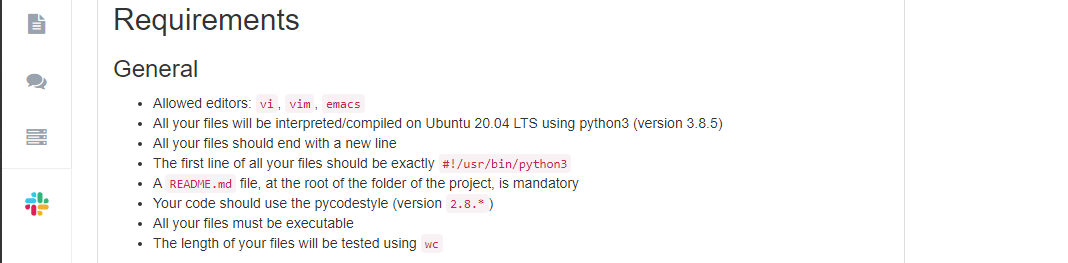 Requirements
General
• Allowed editors: vi, vim, emacs
• All your files will be interpreted/compiled on Ubuntu 20.04 LTS using python3 (version 3.8.5)
• All your files should end with a new line
• The first line of all your files should be exactly #!/usr/bin/python3
• A README.md file, at the root of the folder of the project, is mandatory
• Your code should use the pycodestyle (version 2.8.*)
• All your files must be executable
• The length of your files will be tested using wc